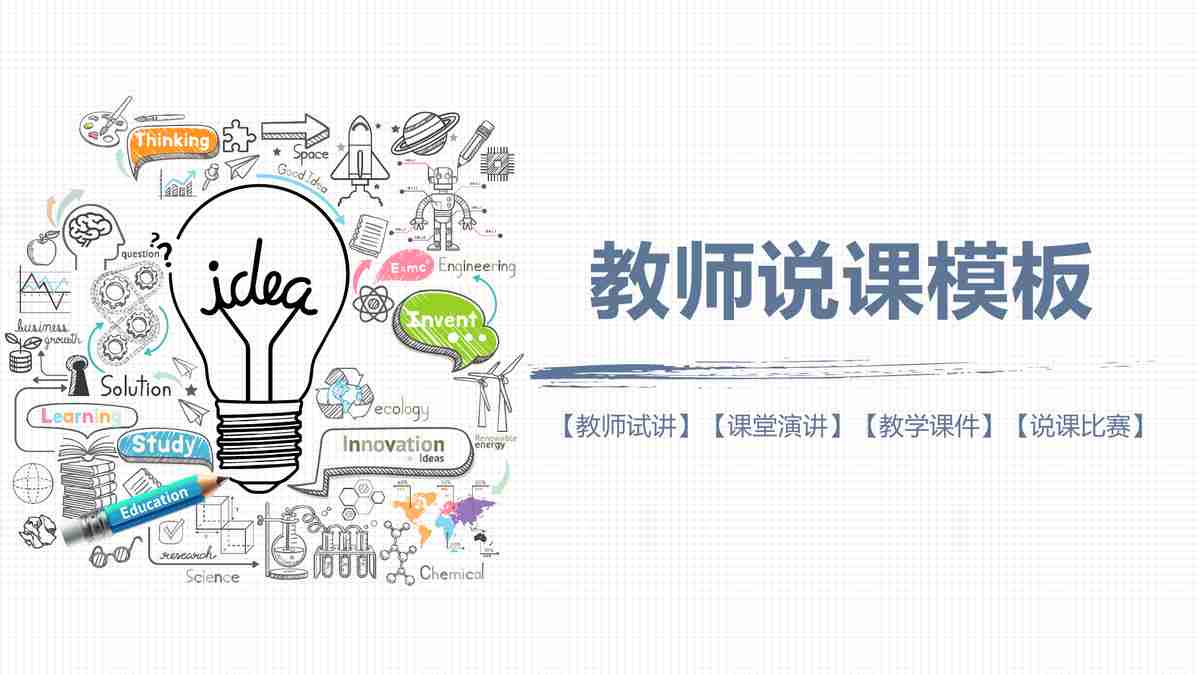 Thinking
Space
Good Idea
question
??
idea
E=mc
Engineering
Invent
business
growth
Solution
Learning
ecology
Study
Innovation
Ideas
Renewable
energy
Education
research
Science
Chemical
教师说课模板
【教师试讲】【课堂演讲】【教学课件】【说课比赛】